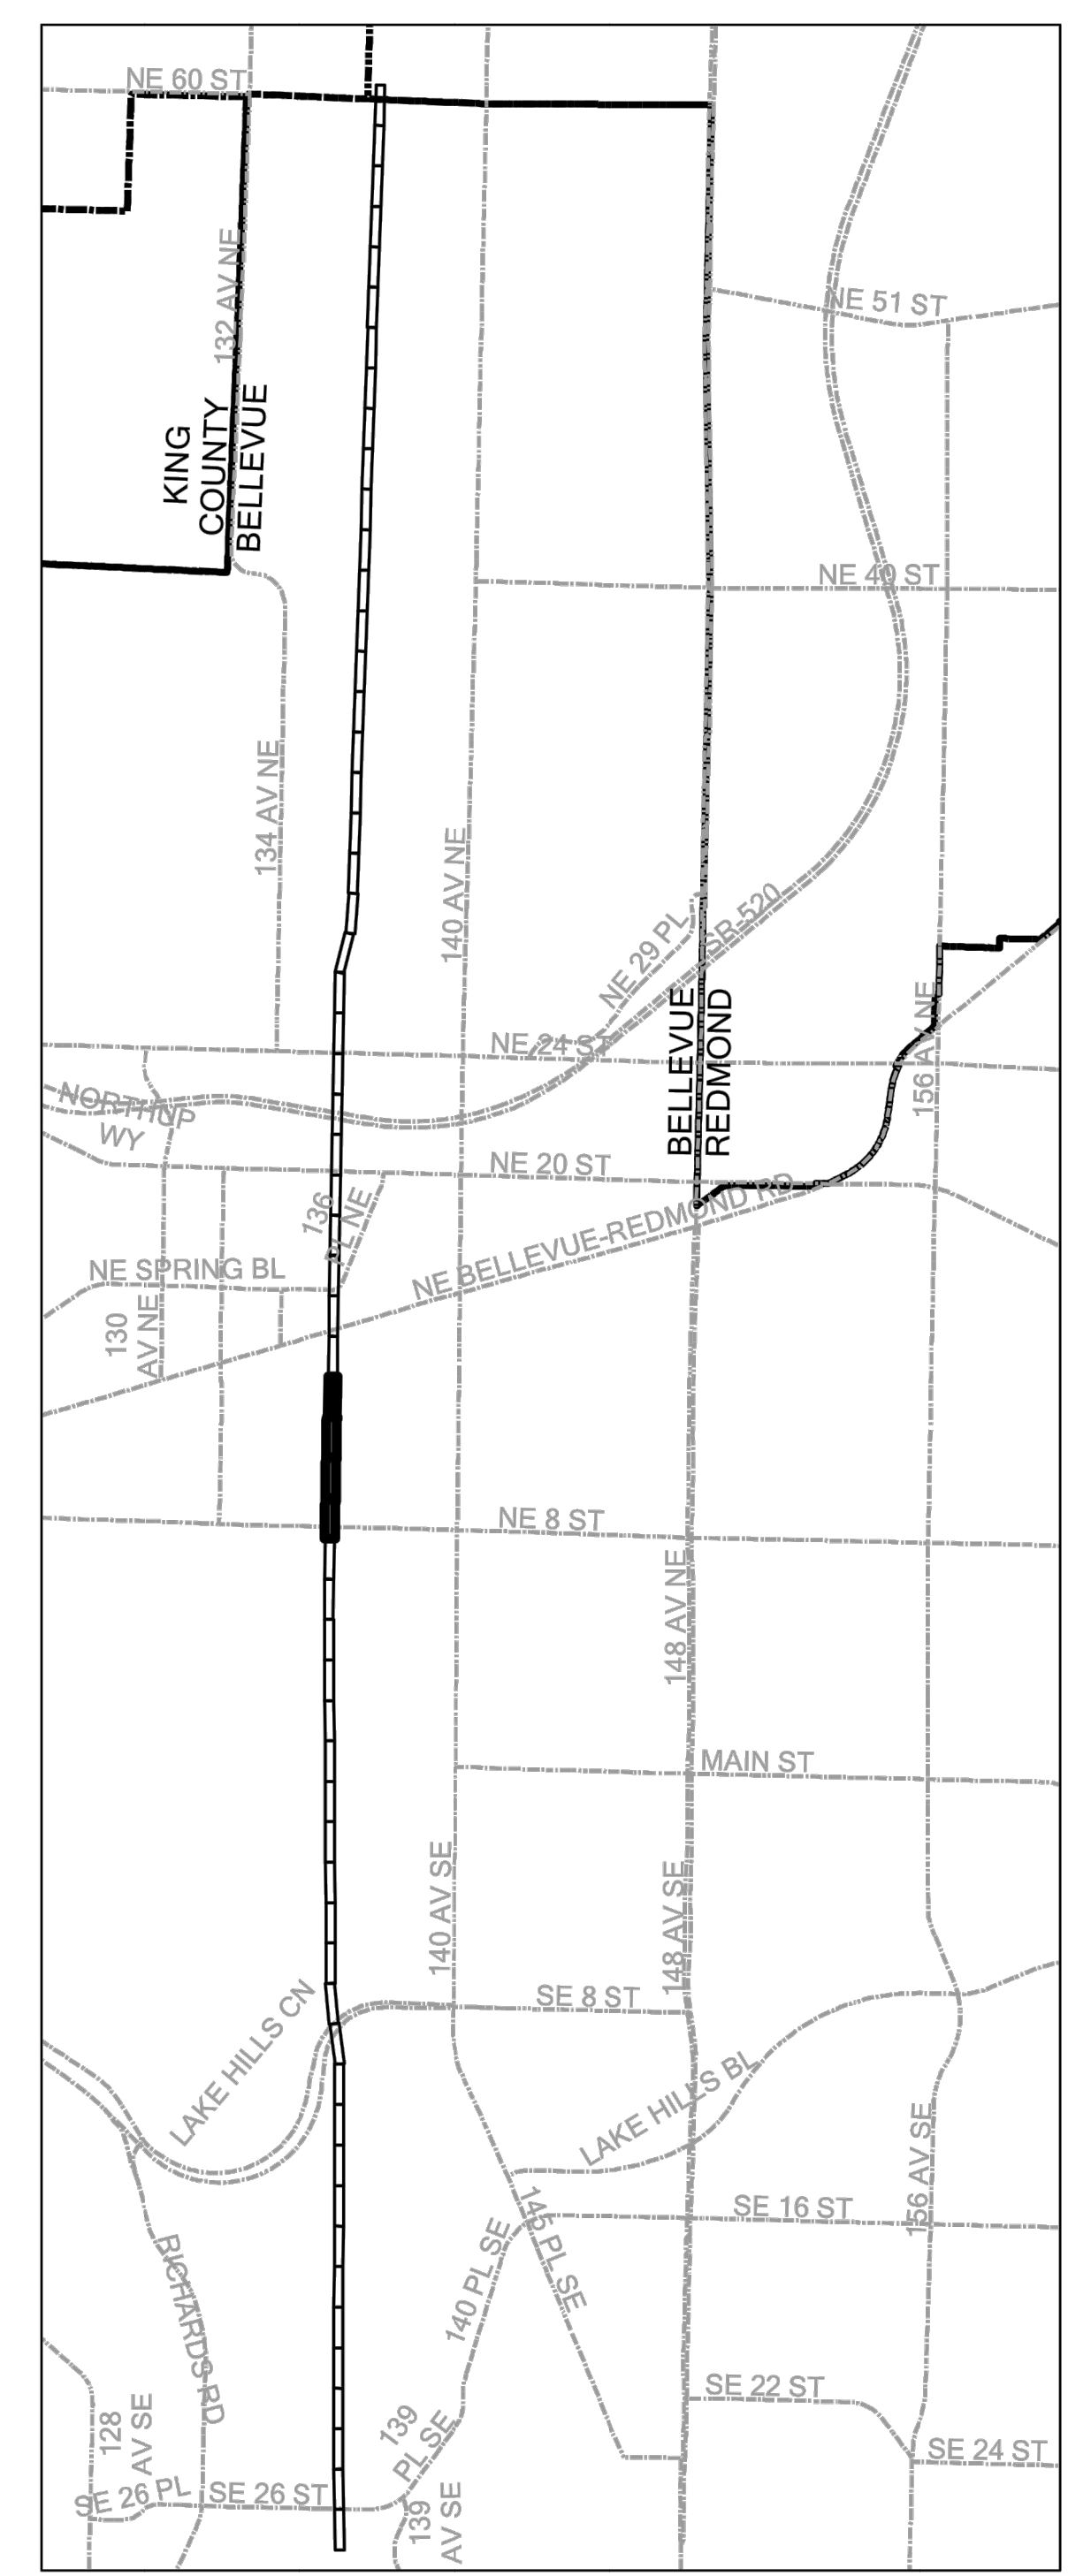 NE 60 ST
132 AV NE
NE 51 ST
KING
COUNTY
BELLEVUE
NE 40 ST
134 AV NE
140 AV NE
NE 29 PL
SR-520
BELLEVUE
REDMOND
NE 24 ST
156 AV NE
NORTHUP
WY
NE 20 ST
136
PL NE
NE BELLEVUE-REDMOND RD
NE SPRING BL
130
AV NE
NE 8 ST
148 AV NE
MAIN ST
140 AV SE
148 AV SE
LAKE HILLS CN
SE 8 ST
LAKE HILLS BL
156 AV SE
SE 16 ST
145 PL SE
140 PL SE
RICHARDS RD
SE 22 ST
128
AV SE
139
PL SE
SE 24 ST
SE 26 PL
SE 26 ST
139
AV SE